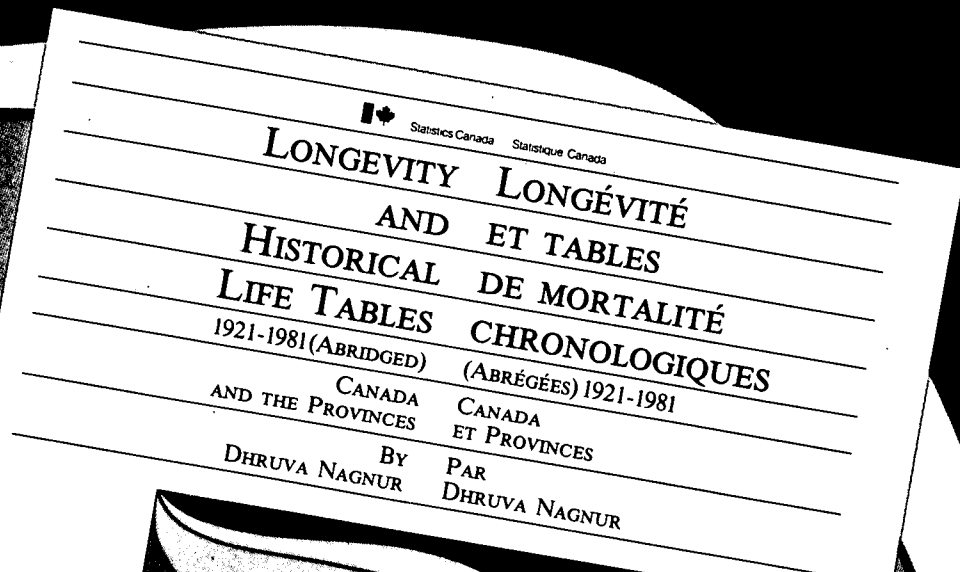 Statistics Canada Statistique Canada
LONGEVITY
AND
HISTORICAL
LIFE TABLES
1921-1981 (ABRIDGED)
CANADA
AND THE PROVINCES
BY
DHRUVA NAGNUR
LONGÉVITÉ
ET TABLES
DE MORTALITÉ
CHRONOLOGIQUES
(ABRÉGÉES) 1921-1981
CANADA
ET PROVINCES
PAR
DHRUVA NAGNUR